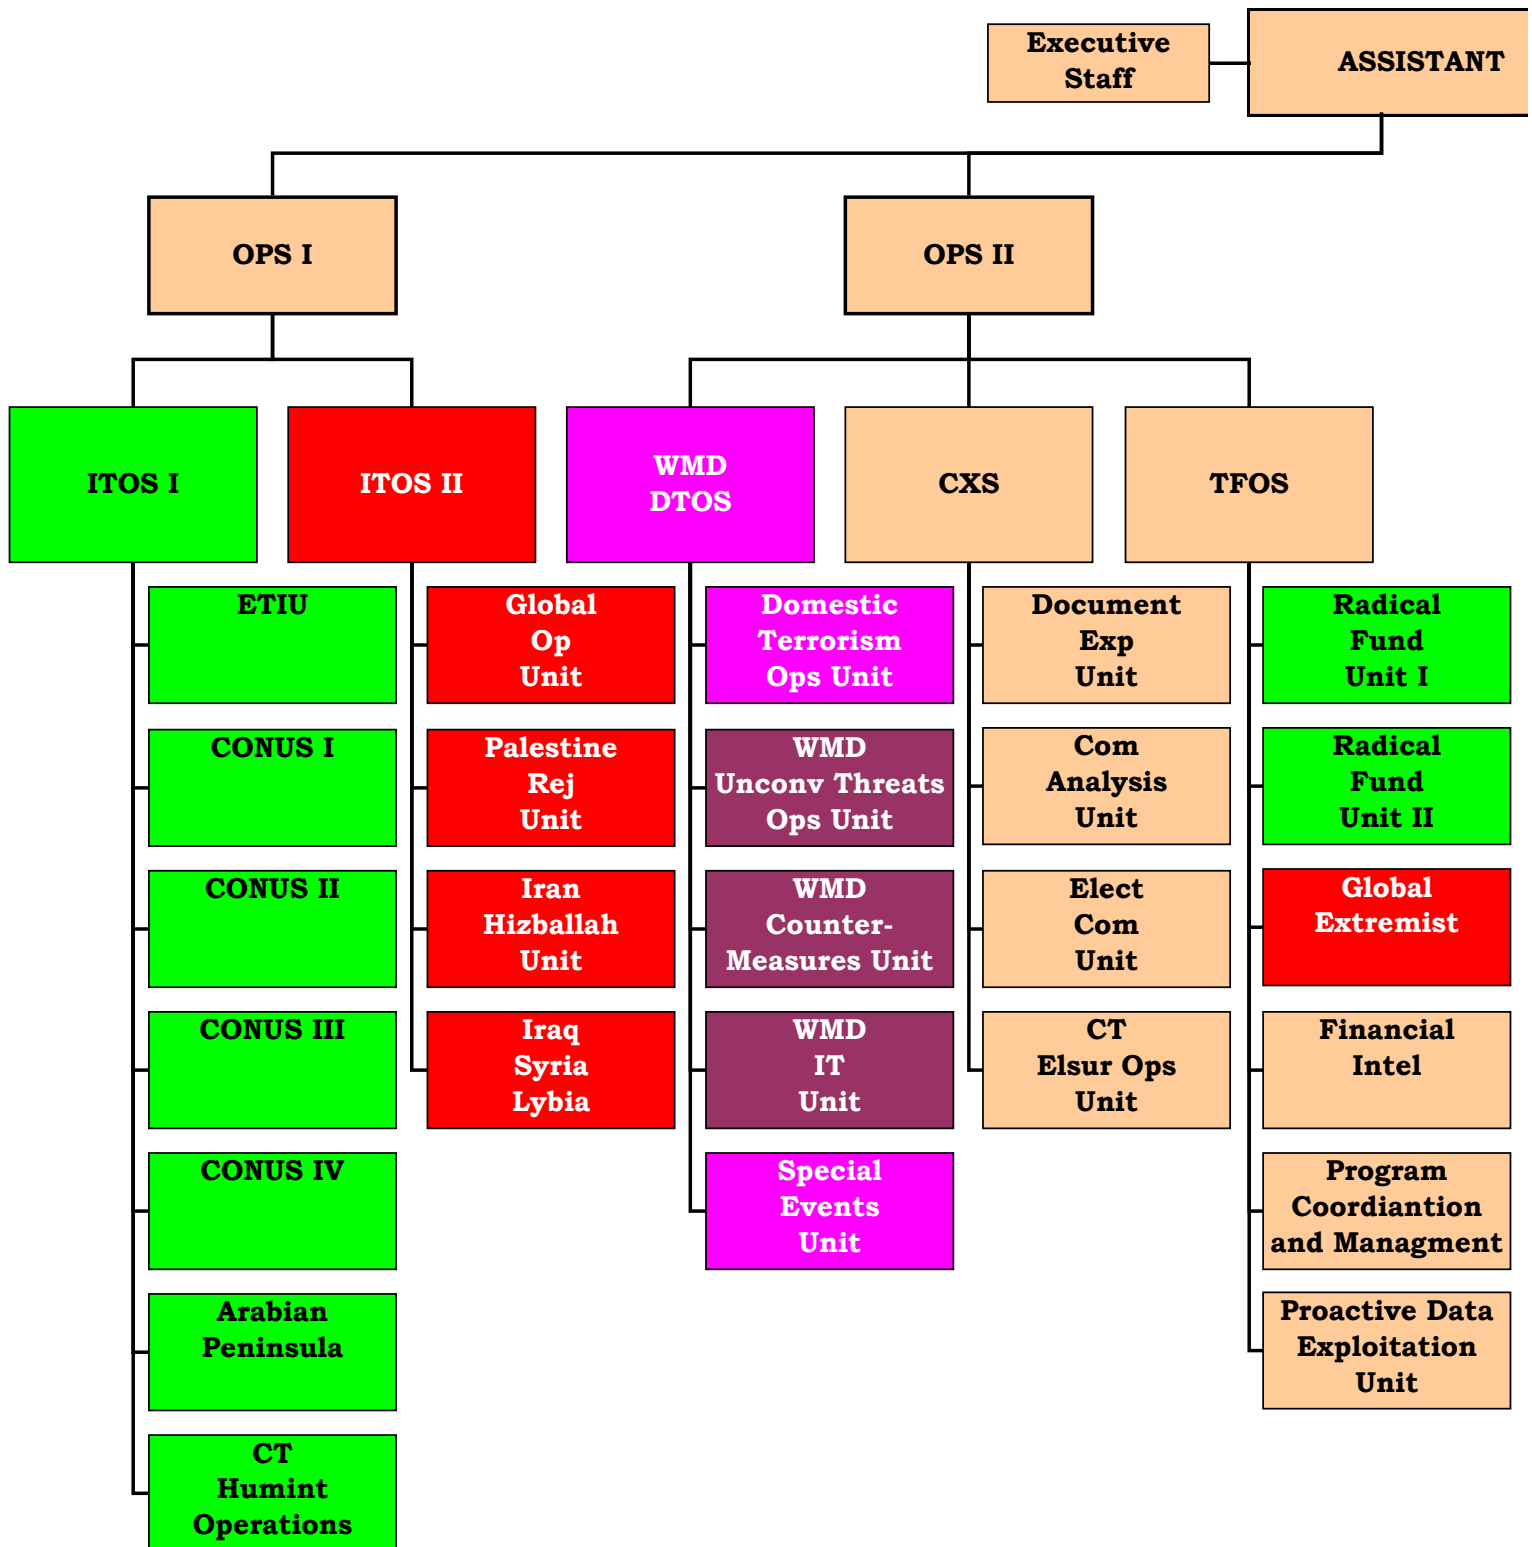 Executive
Staff
ASSISTANT
OPS I
OPS II
ITOS I
ITOS II
WMD
DTOS
CXS
TFOS
ETIU
CONUS I
CONUS II
CONUS III
CONUS IV
Arabian
Peninsula
CT
Humint
Operations
Global
Op
Unit
Palestine
Rej
Unit
Iran
Hizballah
Unit
Iraq
Syria
Lybia
Domestic
Terrorism
Ops Unit
WMD
Unconv Threats
Ops Unit
WMD
Counter-
Measures Unit
WMD
IT
Unit
Special
Events
Unit
Document
Exp
Unit
Com
Analysis
Unit
Elect
Com
Unit
CT
Elsur Ops
Unit
Radical
Fund
Unit I
Radical
Fund
Unit II
Global
Extremist
Financial
Intel
Program
Coordiantion
and Managment
Proactive Data
Exploitation
Unit